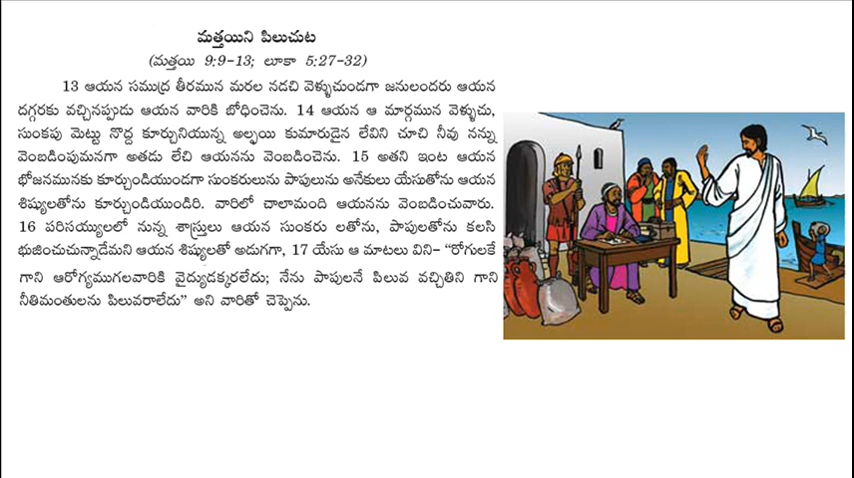 మత్తయిని పిలుచుట
(మత్తయి 9:9-13; లూకా 5:27-32)
13 ఆయన సముద్ర తీరమున మరల నడచి వెళ్ళుచుండగా జనులందరు ఆయన
దగ్గరకు వచ్చినప్పుడు ఆయన వారికి బోధించెను. 14 ఆయన ఆ మార్గమున వెళ్ళుచు,
సుంకపు మెట్టు నొద్ద కూర్చునియున్న అల్ఫయి కుమారుడైన లేవిని చూచి నీవు నన్ను
వెంబడింపుమనగా అతడు లేచి ఆయనను వెంబడించెను. 15 అతని ఇంట ఆయన
భోజనమునకు కూర్చుండియుండగా సుంకరులును పాపులును అనేకులు యేసుతోను ఆయన
శిష్యులతోను కూర్చుండియుండిరి. వారిలో చాలామంది ఆయనను వెంబడించువారు.
16 పరిసయ్యులలో నున్న శాస్త్రులు ఆయన సుంకరు లతోను, పాపులతోను కలసి
భుజించుచున్నాడేమని ఆయన శిష్యులతో అడుగగా, 17 యేసు ఆ మాటలు విని- “రోగులకే
గాని ఆరోగ్యముగలవారికి వైద్యుడక్కరలేదు; నేను పాపులనే పిలువ వచ్చితిని గాని
నీతిమంతులను పిలువరాలేదు” అని వారితో చెప్పెను.